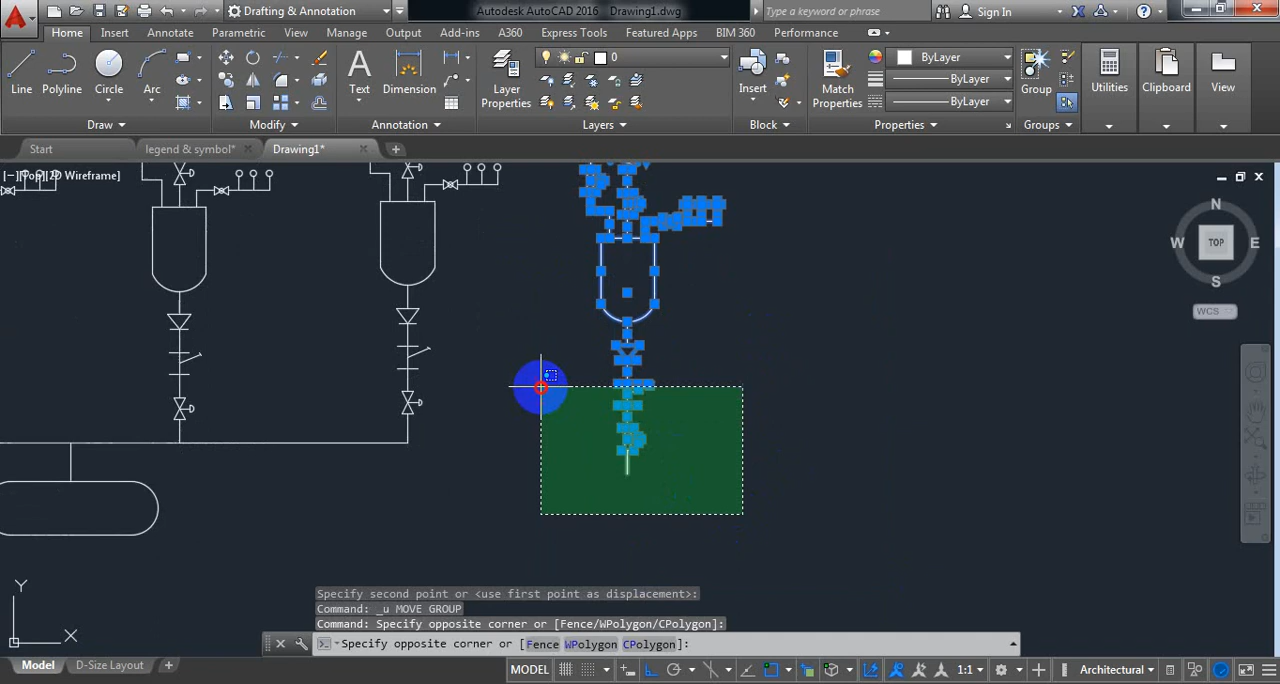 Drafting & Annotation
Autodesk AutoCAD 2016 Drawing1.dwg
Type a keyword or phrase
Sign In
Home Insert Annotate Parametric View Manage Output Add-ins A360 Express Tools Featured Apps BIM 360 Performance
Line Polyline Circle Arc
Text Dimension
Layer Properties
0
Insert
Match Properties
ByLayer
ByLayer
ByLayer
Group
Utilities
Clipboard
View
Draw Modify Annotation Layers Block Properties Groups
Start legend & symbol* Drawing1*
[−][Top][2D Wireframe]
N
W TOP E
S
WCS
Y
X
Specify second point or <use first point as displacement>:
Command: _u MOVE GROUP
Command: Specify opposite corner or [Fence/WPolygon/CPolygon]:
Specify opposite corner or [Fence WPolygon CPolygon]:
Model D-Size Layout
MODEL 1:1 Architectural